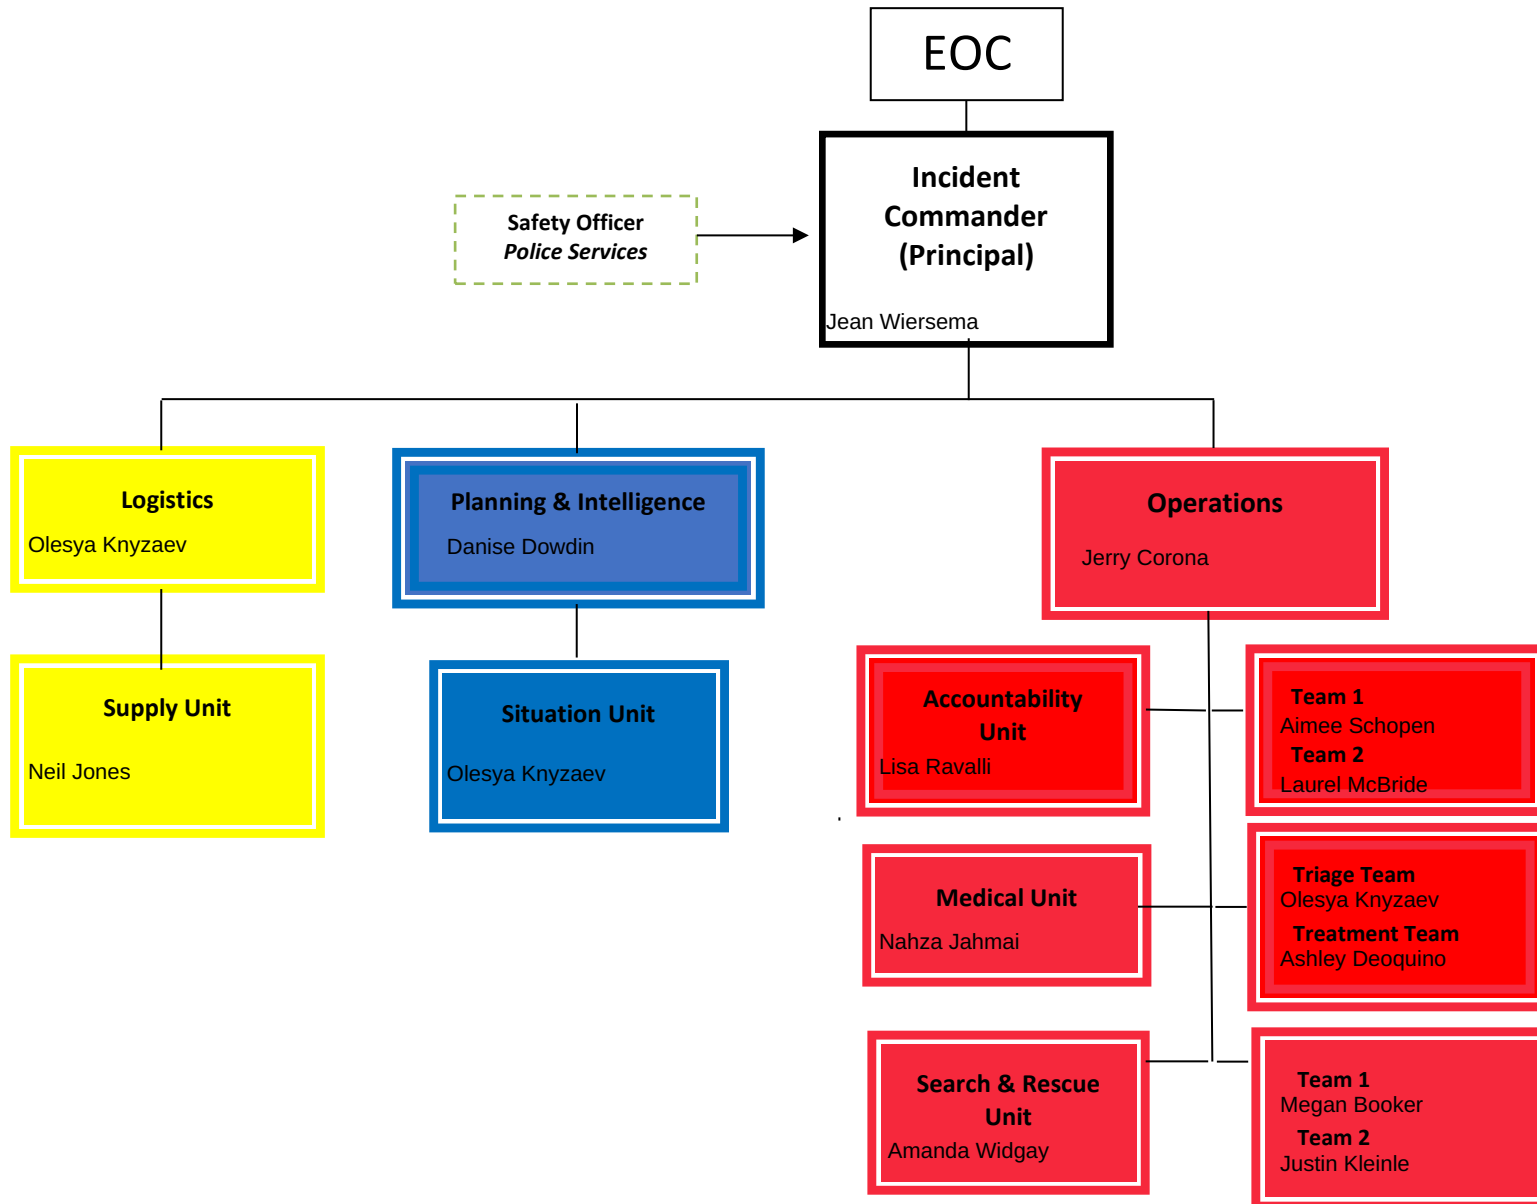 EOC
Incident
Commander
(Principal)
Jean Wiersema
Safety Officer
Police Services
Logistics
Olesya Knyzaev
Planning & Intelligence
Danise Dowdin
Operations
Jerry Corona
Supply Unit
Neil Jones
Situation Unit
Olesya Knyzaev
Accountability
Unit
Lisa Ravalli
Team 1
Aimee Schopen
Team 2
Laurel McBride
Medical Unit
Nahza Jahmai
Triage Team
Olesya Knyzaev
Treatment Team
Ashley Deoquino
Search & Rescue
Unit
Amanda Widgay
Team 1
Megan Booker
Team 2
Justin Kleinle